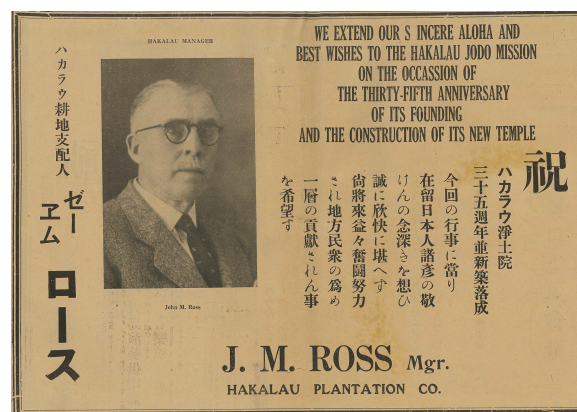 HAKALAU MANAGER
WE EXTEND OUR S INCERE ALOHA AND
BEST WISHES TO THE HAKALAU JODO MISSION
ON THE OCCASSION OF
THE THIRTY-FIFTH ANNIVERSARY
OF ITS FOUNDING
AND THE CONSTRUCTION OF ITS NEW TEMPLE
祝
ハカラウ淨土院
三十五週年並新築落成
今回の行事に當り
在留日本人諸彦の敬
けんの念深きを想ひ
誠に欣快に堪へす
尙將來益々奮闘努力
され地方民衆の爲め
一層の貢獻されん事
を希望す
ハカラウ耕地支配人
ゼー
ヱム
ロース
John M. Ross
J. M. ROSS Mgr.
HAKALAU PLANTATION CO.